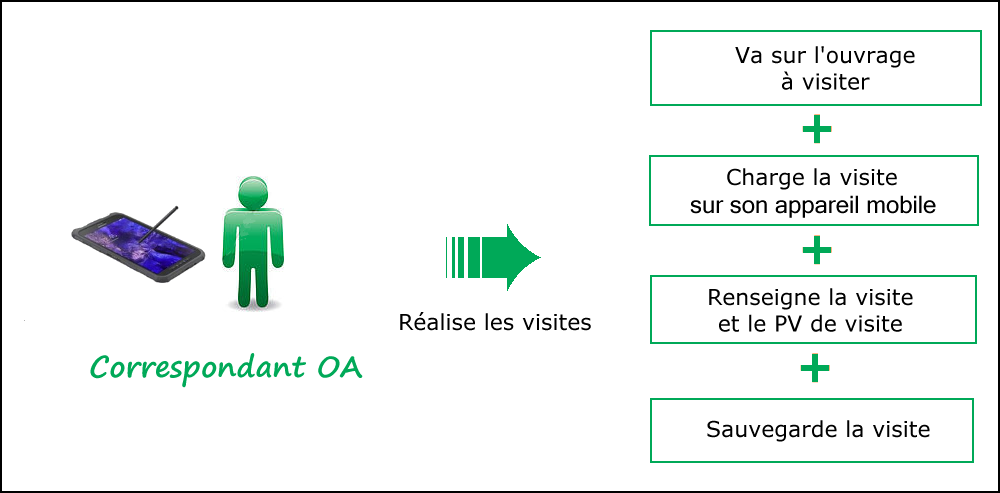 Va sur l'ouvrage
à visiter
+
Charge la visite
sur son appareil mobile
+
Renseigne la visite
et le PV de visite
+
Sauvegarde la visite
Réalise les visites
Correspondant OA